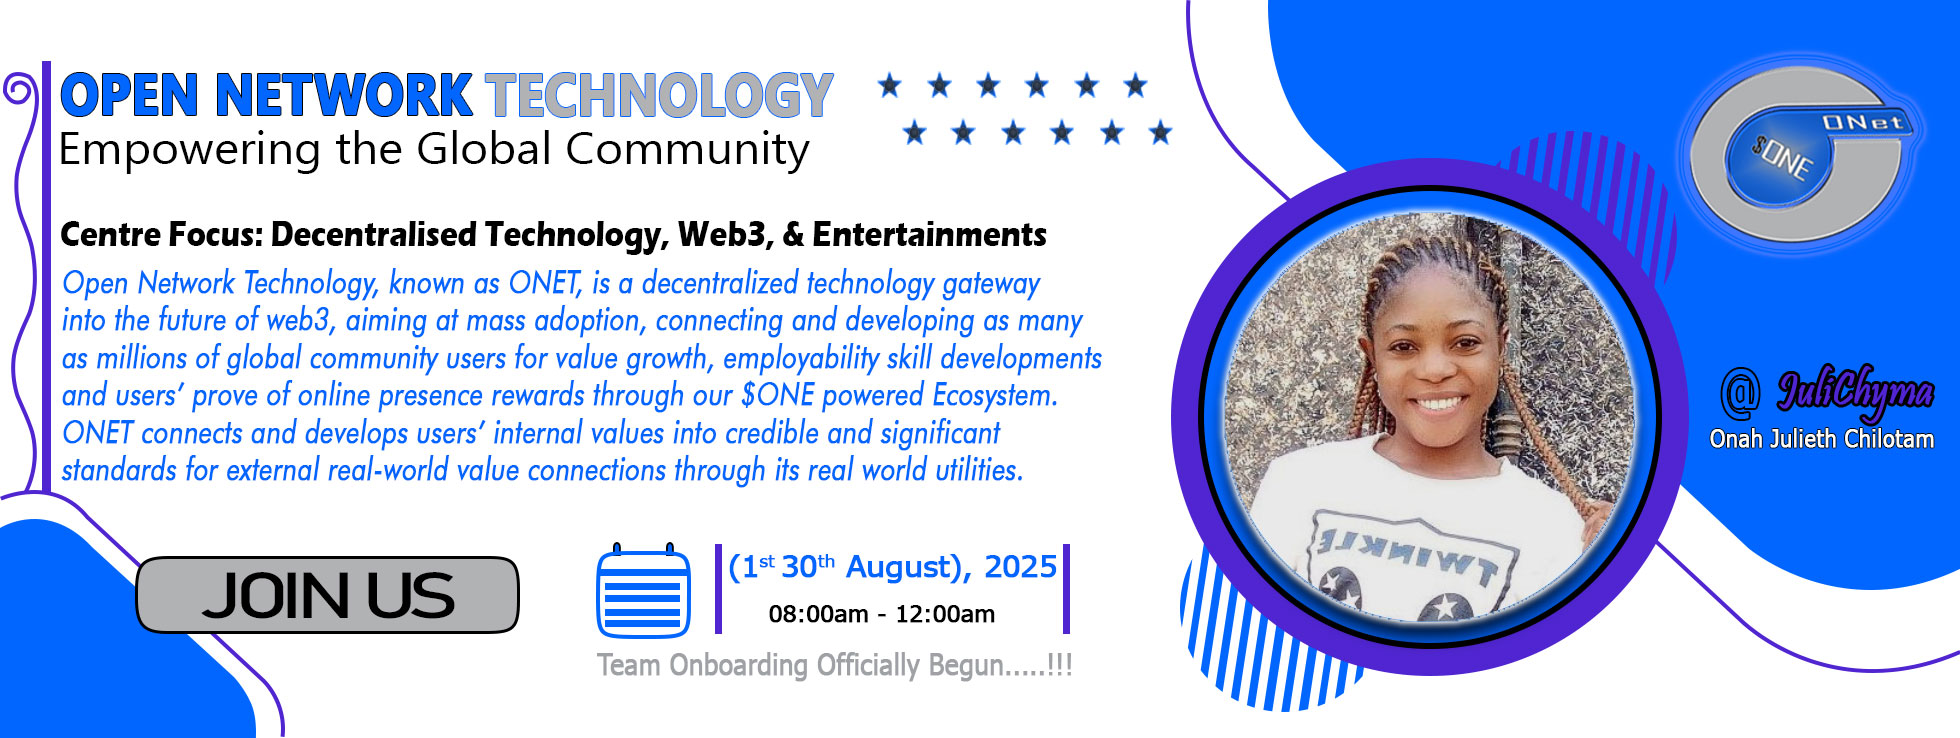 OPEN NETWORK TECHNOLOGY
Empowering the Global Community
Centre Focus: Decentralised Technology, Web3, & Entertainments
Open Network Technology, known as ONET, is a decentralized technology gateway
into the future of web3, aiming at mass adoption, connecting and developing as many
as millions of global community users for value growth, employability skill developments
and users’ prove of online presence rewards through our $ONE powered Ecosystem.
ONET connects and develops users’ internal values into credible and significant
standards for external real-world value connections through its real world utilities.
JOIN US
(1st 30th August), 2025
08:00am - 12:00am
Team Onboarding Officially Begun.....!!!
ONet
$ONE
@ JuliChyma
Onah Julieth Chilotam
TWINKLE